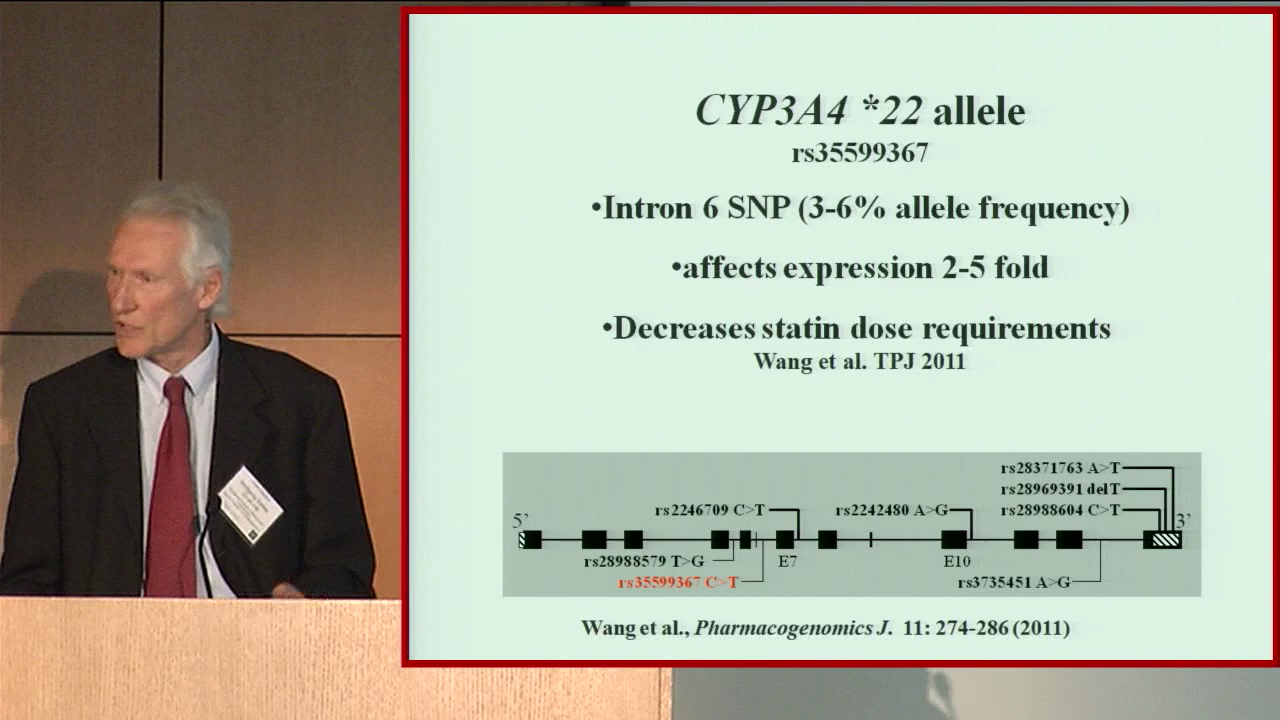 CYP3A4 *22 allele
rs35599367
•Intron 6 SNP (3-6% allele frequency)
•affects expression 2-5 fold
•Decreases statin dose requirements
Wang et al. TPJ 2011
rs28371763 A>T
rs28969391 delT
rs2246709 C>T
rs2242480 A>G
rs28988604 C>T
5’
3’
rs28988579 T>G
E7
E10
rs35599367 C>T
rs3735451 A>G
Wang et al., Pharmacogenomics J. 11: 274-286 (2011)